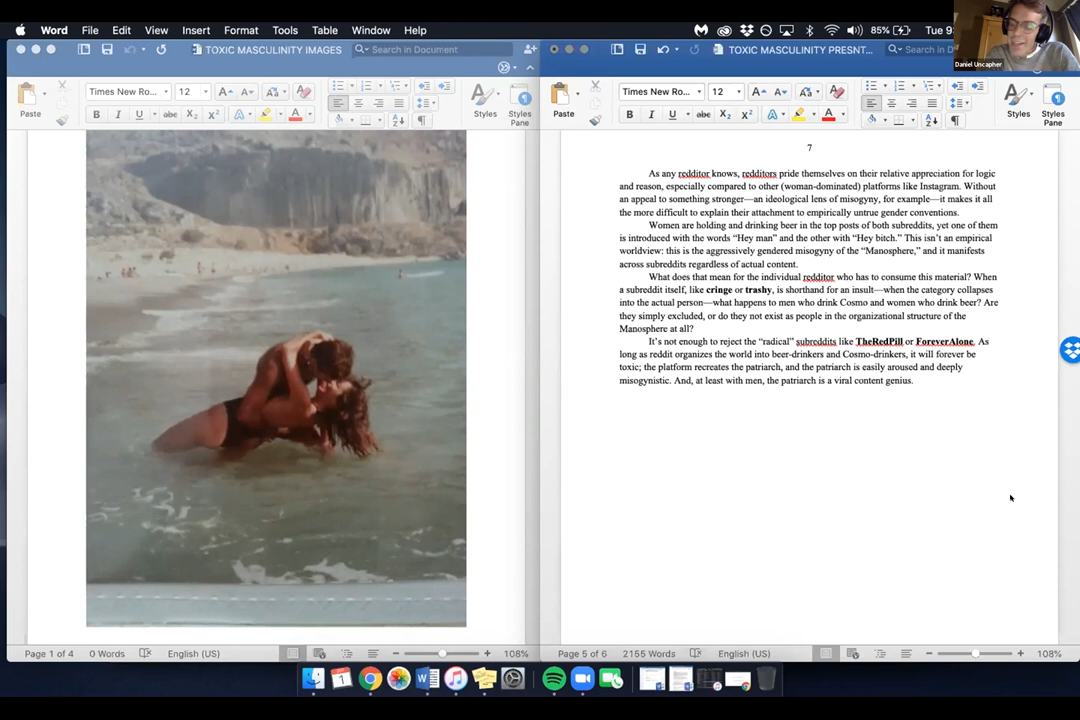 Word File Edit View Insert Format Tools Table Window Help 85%
Daniel Uncapher
TOXIC MASCULINITY IMAGES Search in Document
TOXIC MASCULINITY PRESNT...
Paste Times New Ro... 12 Styles Styles Pane
B I U abc X₂ X² A A
Paste Times New Ro... 12 Styles Styles Pane
B I U abc X₂ X² A A
7
As any redditor knows, redditors pride themselves on their relative appreciation for logic
and reason, especially compared to other (woman-dominated) platforms like Instagram. Without
an appeal to something stronger—an ideological lens of misogyny, for example—it makes it all
the more difficult to explain their attachment to empirically untrue gender conventions.
Women are holding and drinking beer in the top posts of both subreddits, yet one of them
is introduced with the words “Hey man” and the other with “Hey bitch.” This isn’t an empirical
worldview: this is the aggressively gendered misogyny of the “Manosphere,” and it manifests
across subreddits regardless of actual content.
What does that mean for the individual redditor who has to consume this material? When
a subreddit itself, like cringe or trashy, is shorthand for an insult—when the category collapses
into the actual person—what happens to men who drink Cosmo and women who drink beer? Are
they simply excluded, or do they not exist as people in the organizational structure of the
Manosphere at all?
It’s not enough to reject the “radical” subreddits like TheRedPill or ForeverAlone. As
long as reddit organizes the world into beer-drinkers and Cosmo-drinkers, it will forever be
toxic; the platform recreates the patriarch, and the patriarch is easily aroused and deeply
misogynistic. And, at least with men, the patriarch is a viral content genius.
Page 1 of 4 0 Words English (US) 108%
Page 5 of 6 2155 Words English (US) 108%